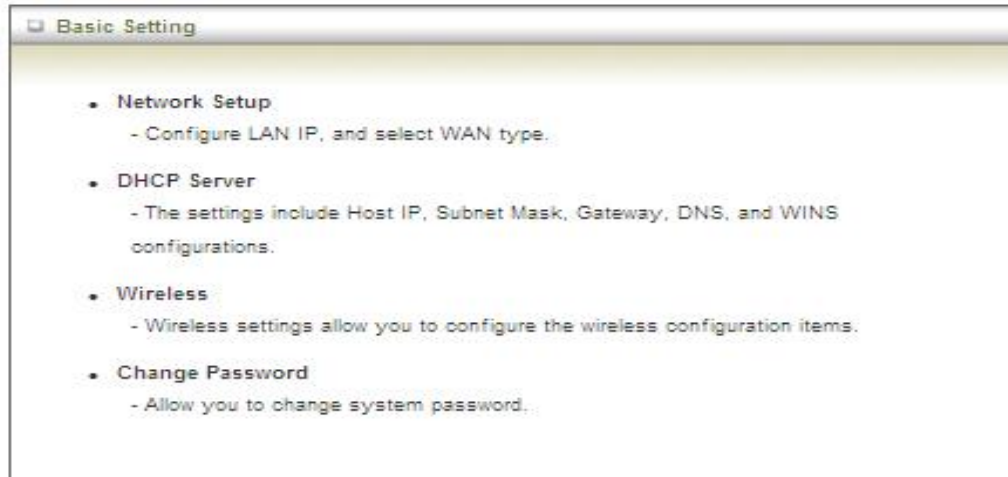 Basic Setting
• Network Setup
- Configure LAN IP, and select WAN type.
• DHCP Server
- The settings include Host IP, Subnet Mask, Gateway, DNS, and WINS
configurations.
• Wireless
- Wireless settings allow you to configure the wireless configuration items.
• Change Password
- Allow you to change system password.